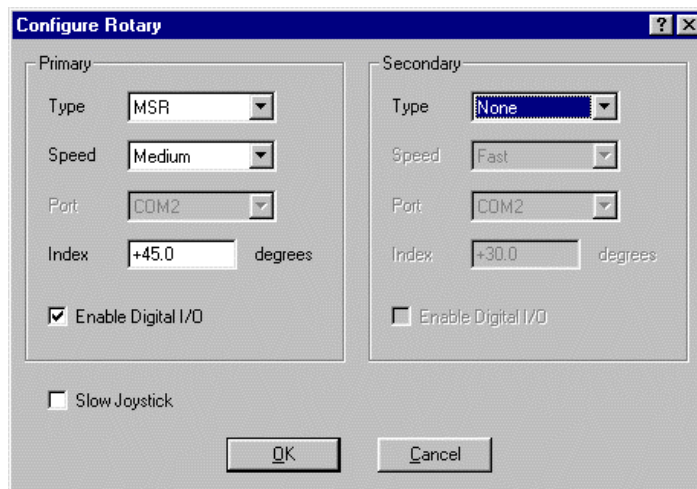 Configure Rotary
Primary
Type MSR
Speed Medium
Port COM2
Index +45.0 degrees
Enable Digital I/O
Secondary
Type None
Speed Fast
Port COM2
Index +30.0 degrees
Enable Digital I/O
Slow Joystick
OK Cancel